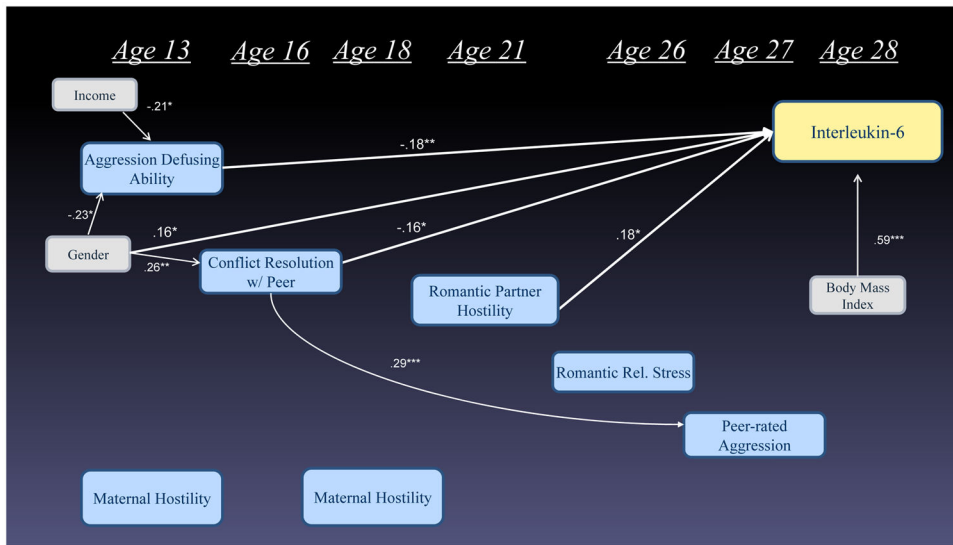 Age 13
Age 16
Age 18
Age 21
Age 26
Age 27
Age 28
Income
-.21*
Interleukin-6
Aggression Defusing
Ability
-.18**
-.23*
.16*
-.16*
.18*
.59***
Gender
.26**
Conflict Resolution
w/ Peer
Romantic Partner
Hostility
Body Mass
Index
.29***
Romantic Rel. Stress
Peer-rated
Aggression
Maternal Hostility
Maternal Hostility